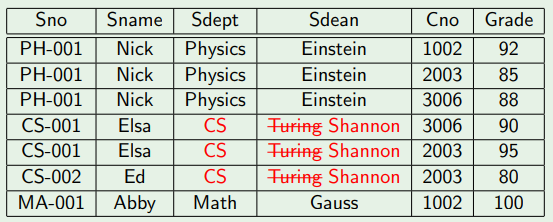 Sno Sname Sdept Sdean Cno Grade
PH-001 Nick Physics Einstein 1002 92
PH-001 Nick Physics Einstein 2003 85
PH-001 Nick Physics Einstein 3006 88
CS-001 Elsa CS Turing Shannon 3006 90
CS-001 Elsa CS Turing Shannon 2003 95
CS-002 Ed CS Turing Shannon 2003 80
MA-001 Abby Math Gauss 1002 100